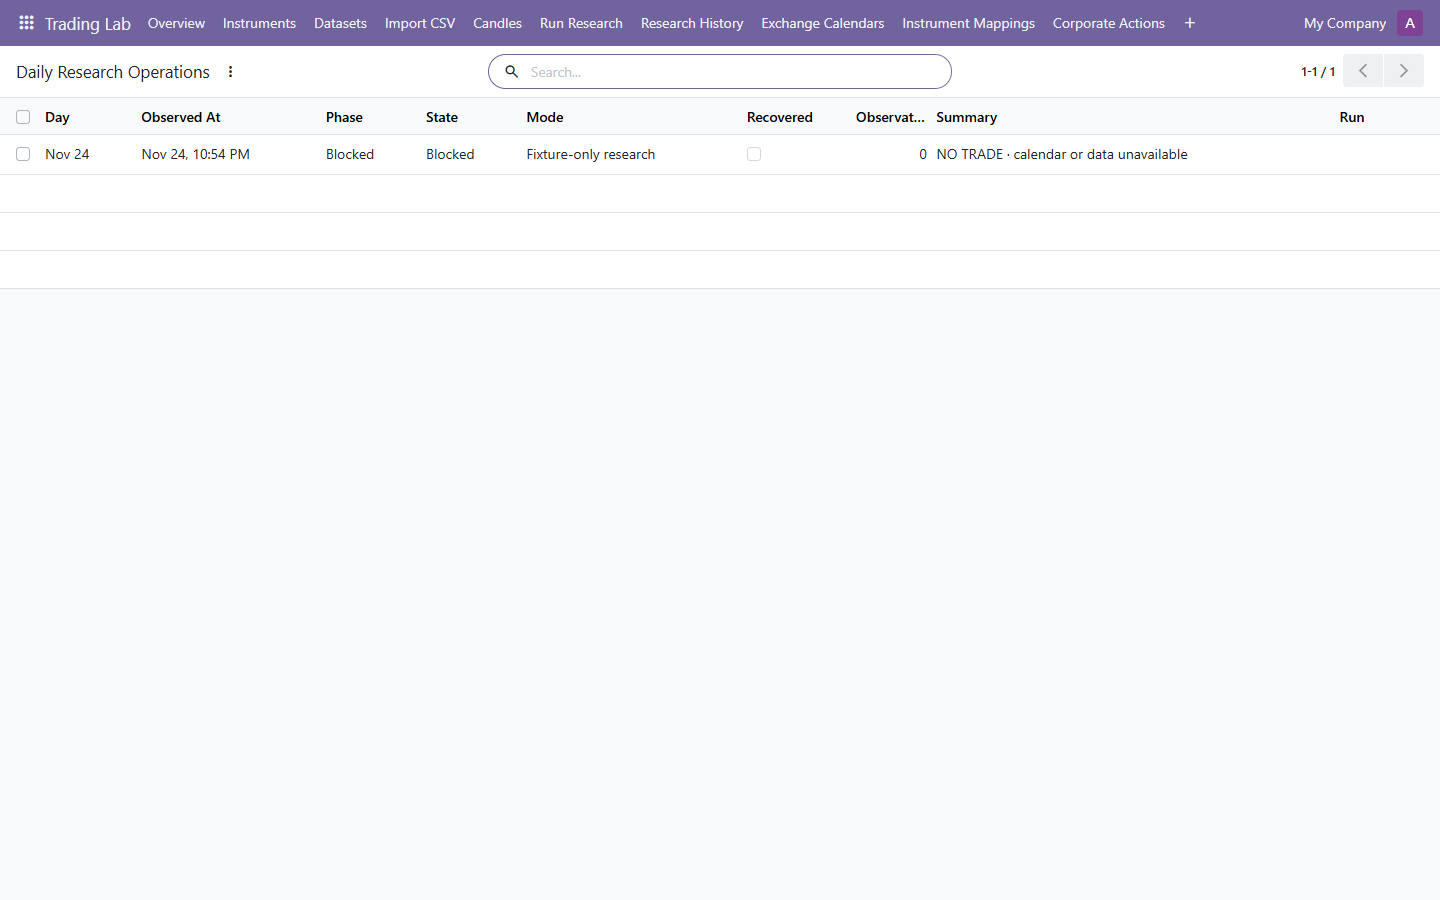 Trading Lab Overview Instruments Datasets Import CSV Candles Run Research Research History Exchange Calendars Instrument Mappings Corporate Actions + My Company A
Daily Research Operations Search... 1-1 / 1
Day Observed At Phase State Mode Recovered Observat... Summary Run
Nov 24 Nov 24, 10:54 PM Blocked Blocked Fixture-only research 0 NO TRADE · calendar or data unavailable